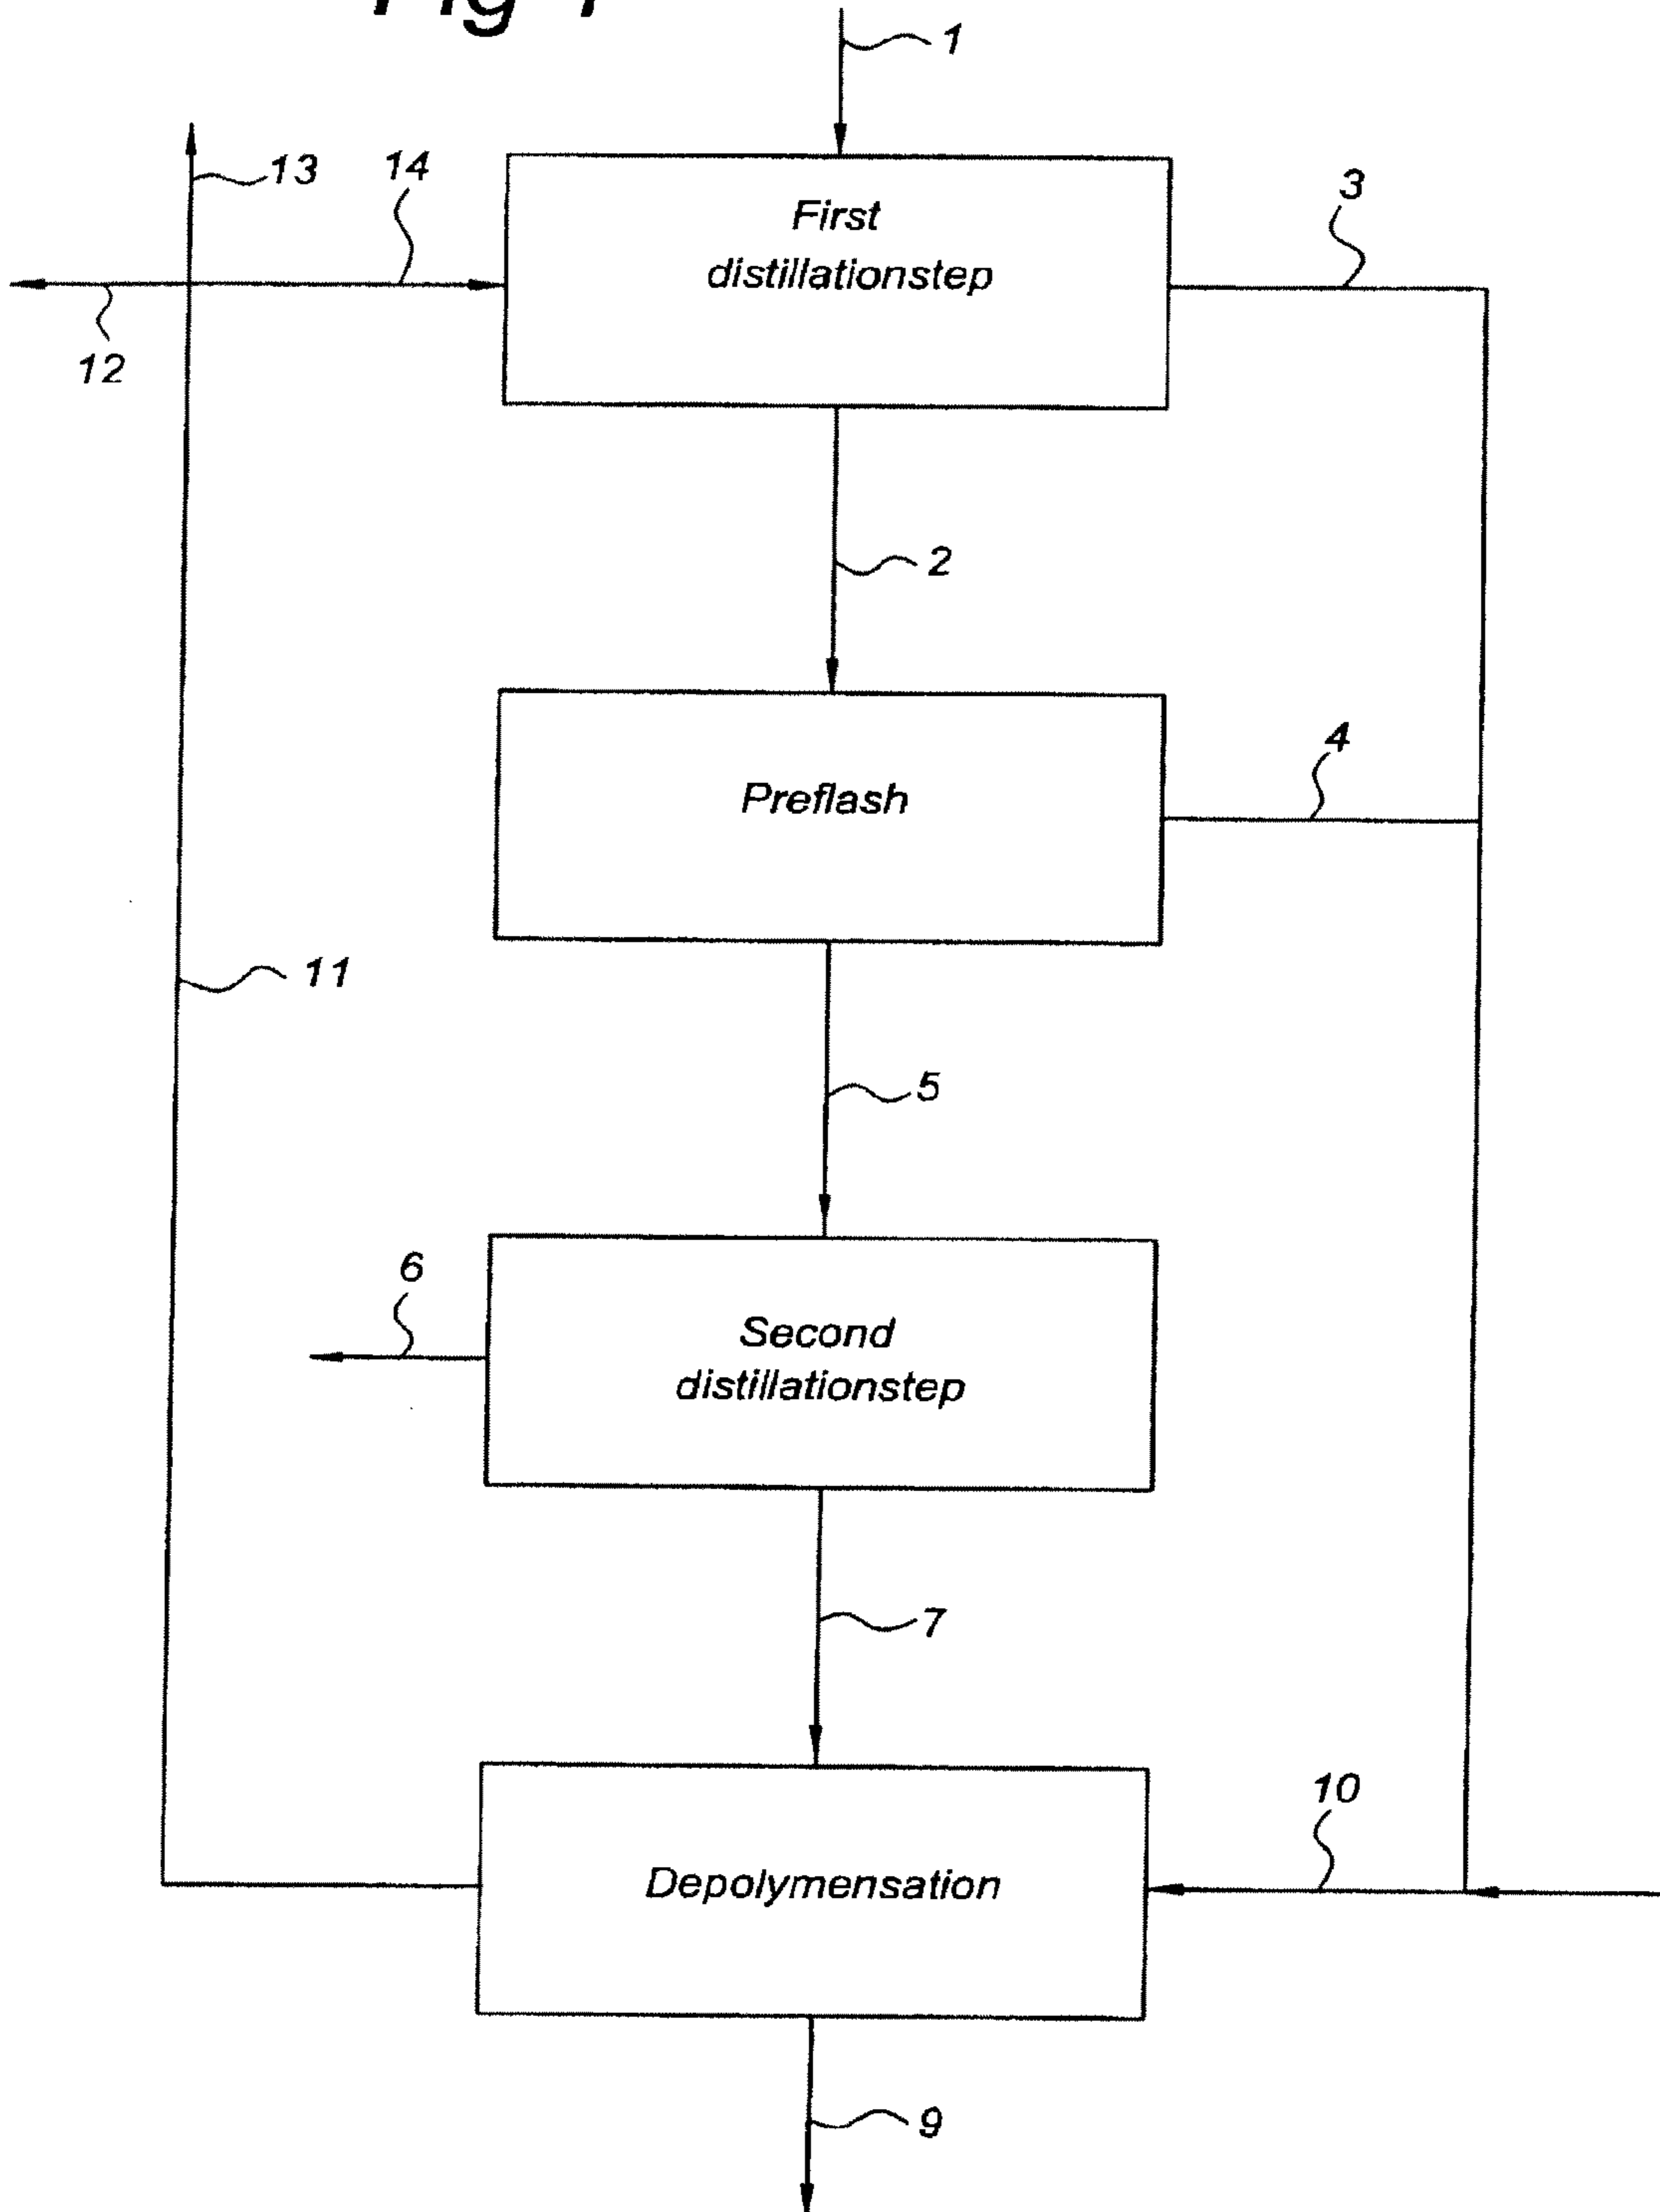 1
13
14
3
First
distillationstep
12
2
4
Preflash
11
5
6
Second
distillationstep
7
10
Depolymensation
9